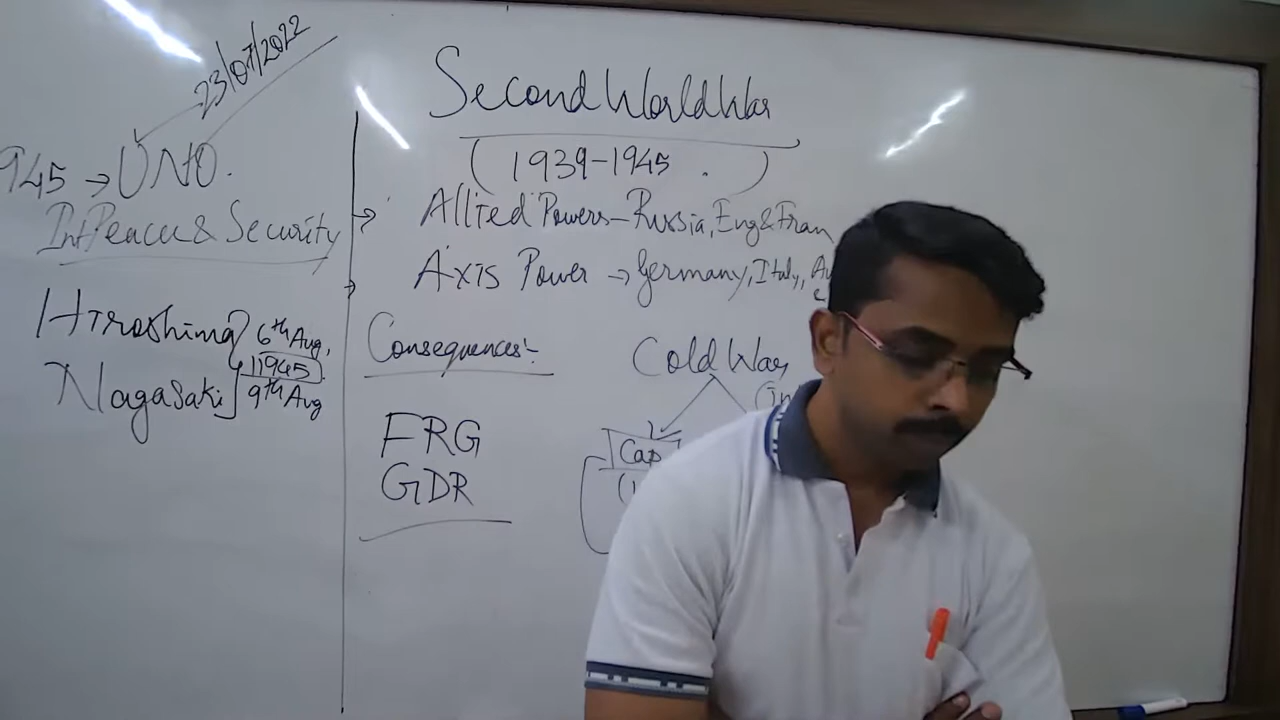 23/07/2022
945 → UNO.
Int Peace & Security
Hiroshima 6th Aug,
1945
Nagasaki 9th Aug
Second World War
(1939-1945.)
→ Allied Powers - Russia, Eng & Fran
Axis Power → Germany, Italy,
Consequences:-
FRG
GDR
Cold War
Cap